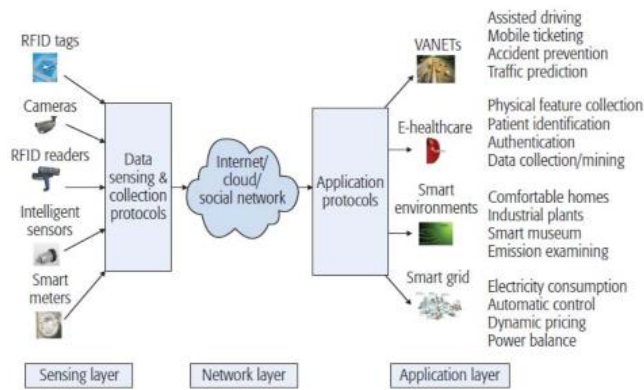 RFID tags
Cameras
RFID readers
Intelligent
sensors
Smart
meters
Data
sensing &
collection
protocols
Internet/
cloud/
social network
Application
protocols
VANETs
Assisted driving
Mobile ticketing
Accident prevention
Traffic prediction
E-healthcare
Physical feature collection
Patient identification
Authentication
Data collection/mining
Smart
environments
Comfortable homes
Industrial plants
Smart museum
Emission examining
Smart grid
Electricity consumption
Automatic control
Dynamic pricing
Power balance
Sensing layer
Network layer
Application layer